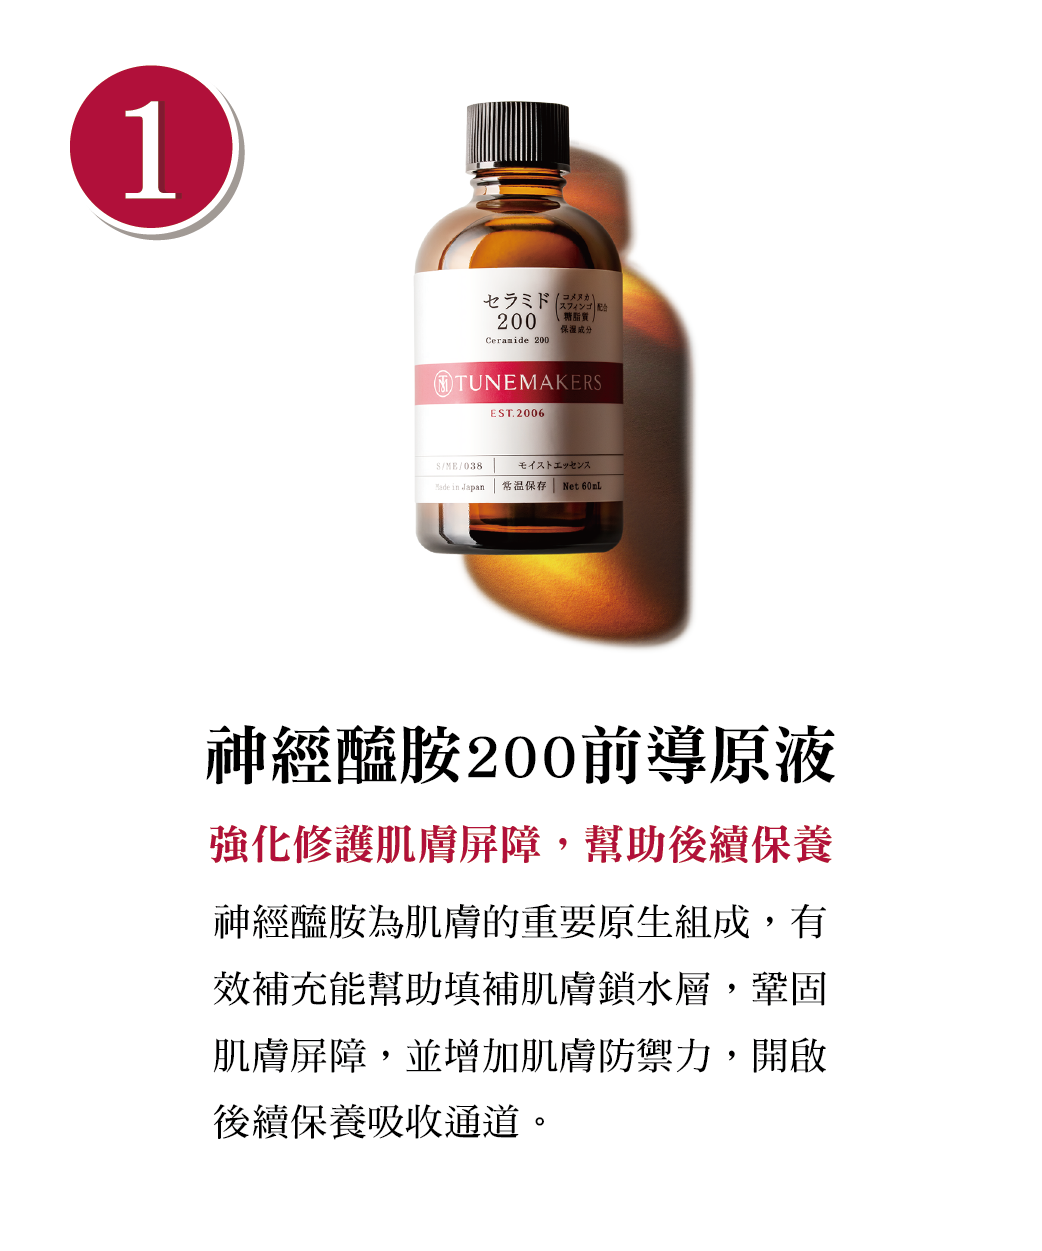 1
セラミド
200
(コメヌカ
スフィンゴ
糖脂質)
配合
保湿成分
Ceramide 200
TUNEMAKERS
EST.2006
S/ME/038
モイストエッセンス
Made in Japan
常温保存
Net 60mL
神經醯胺200前導原液
強化修護肌膚屏障，幫助後續保養
神經醯胺為肌膚的重要原生組成，有
效補充能幫助填補肌膚鎖水層，鞏固
肌膚屏障，並增加肌膚防禦力，開啟
後續保養吸收通道。